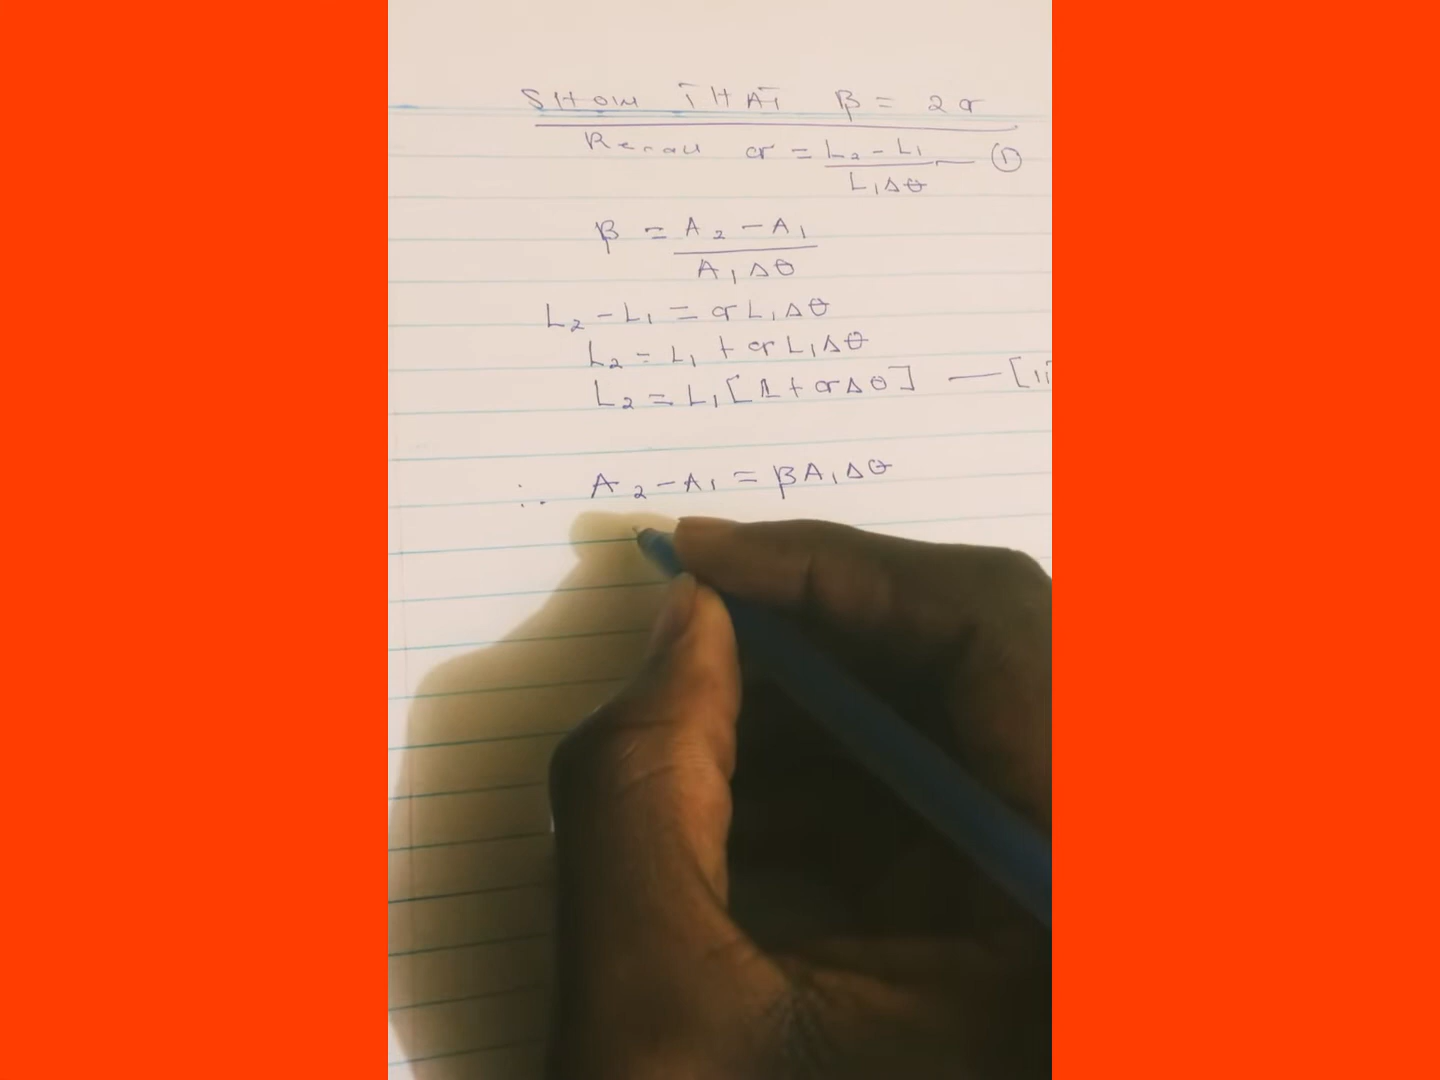 SHOW THAT β = 2α
Recall α = L₂ - L₁ / L₁Δθ — (1)
β = A₂ - A₁ / A₁Δθ
L₂ - L₁ = αL₁Δθ
L₂ = L₁ + αL₁Δθ
L₂ = L₁[1 + αΔθ] — [ii
∴ A₂ - A₁ = βA₁Δθ